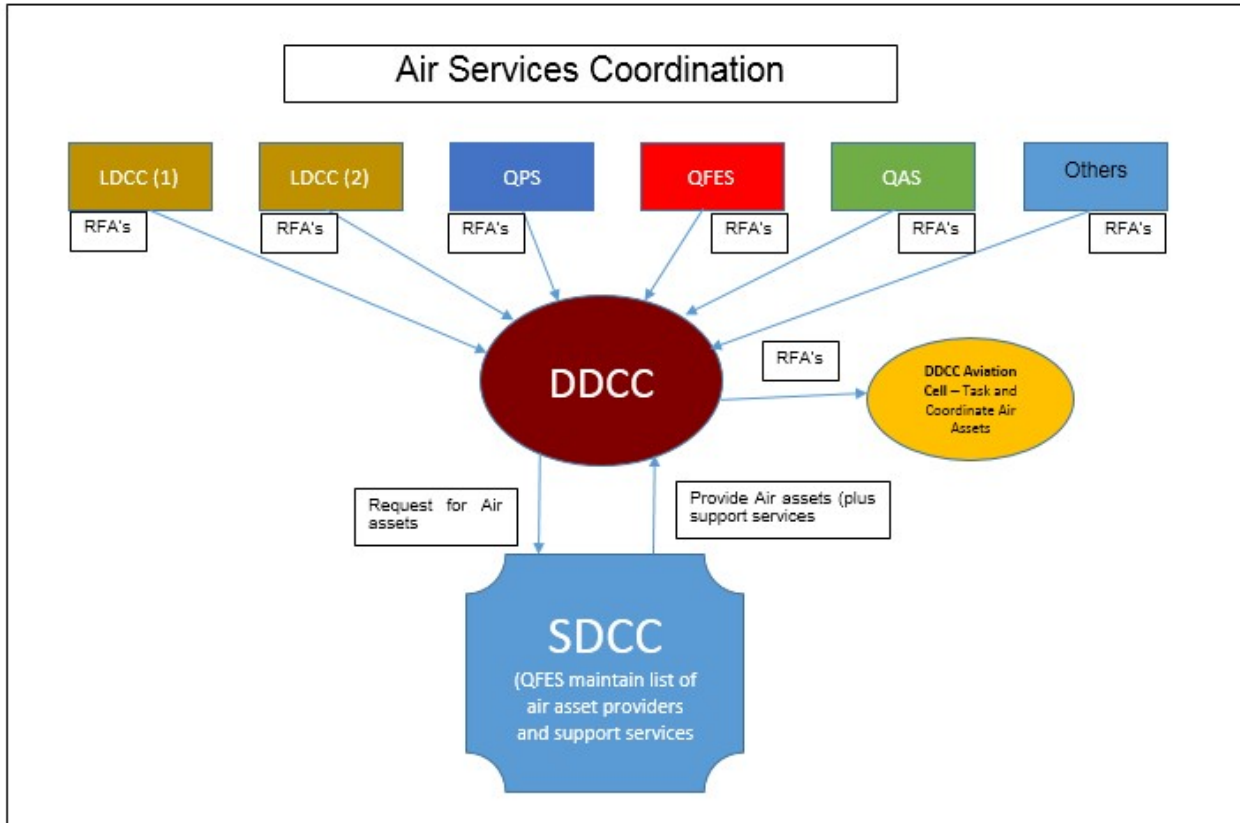 Air Services Coordination
LDCC (1)
LDCC (2)
QPS
QFES
QAS
Others
RFA's
RFA's
RFA's
RFA's
RFA's
RFA's
DDCC
RFA's
DDCC Aviation
Cell – Task and
Coordinate Air
Assets
Request for Air
assets
Provide Air assets (plus
support services
SDCC
(QFES maintain list of
air asset providers
and support services